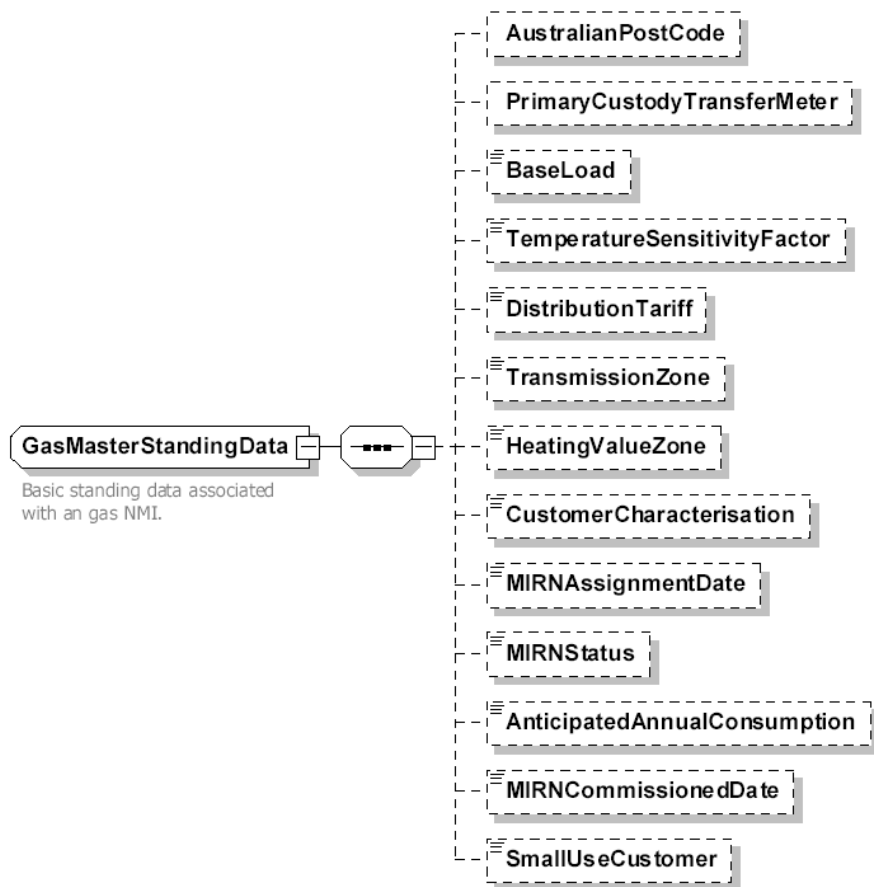 AustralianPostCode
PrimaryCustodyTransferMeter
BaseLoad
TemperatureSensitivityFactor
DistributionTariff
TransmissionZone
GasMasterStandingData
HeatingValueZone
Basic standing data associated
with an gas NMI.
CustomerCharacterisation
MIRNAssignmentDate
MIRNStatus
AnticipatedAnnualConsumption
MIRNCommissionedDate
SmallUseCustomer